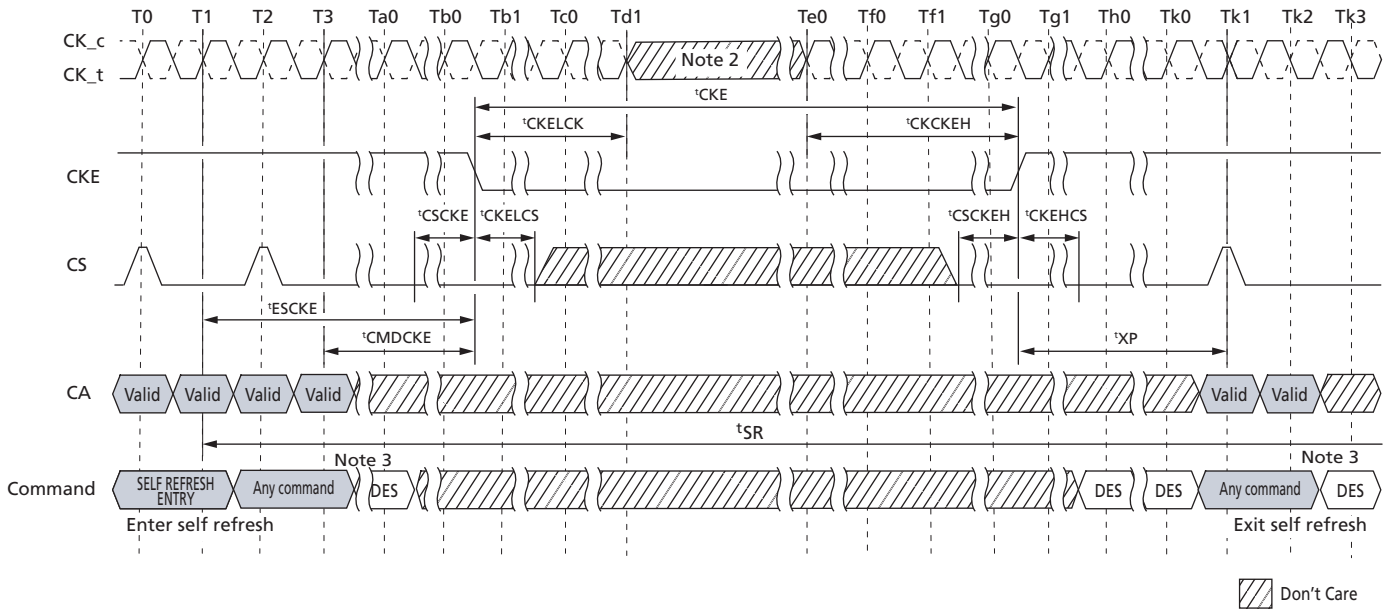 T0 T1 T2 T3 Ta0 Tb0 Tb1 Tc0 Td1 Te0 Tf0 Tf1 Tg0 Tg1 Th0 Tk0 Tk1 Tk2 Tk3
CK_c
CK_t
Note 2
tCKE
tCKELCK tCKCKEH
CKE
tCSCKE tCKELCS tCSCKEH tCKEHCS
CS
tESCKE
tCMDCKE tXP
CA Valid Valid Valid Valid Valid Valid
tSR
Note 3 Note 3
Command SELF REFRESH ENTRY Any command DES DES DES Any command DES
Enter self refresh Exit self refresh
Don't Care